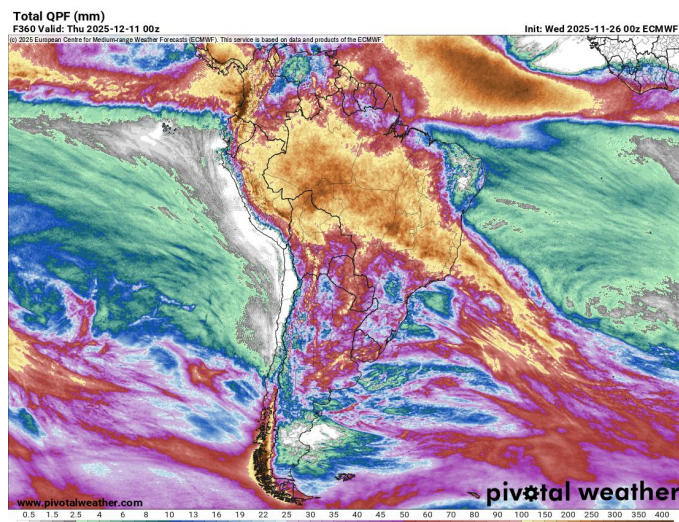 Total QPF (mm)
F360 Valid: Thu 2025-12-11 00z
Init: Wed 2025-11-26 00z ECMWF
(c) 2025 European Centre for Medium-range Weather Forecasts (ECMWF). This service is based on data and products of the ECMWF.
www.pivotalweather.com
pivotal weather
0.5 1 1.5 2.5 4 6 8 10 13 16 19 22 25 30 35 40 45 50 60 70 80 90 100 120 150 200 250 300 350 400